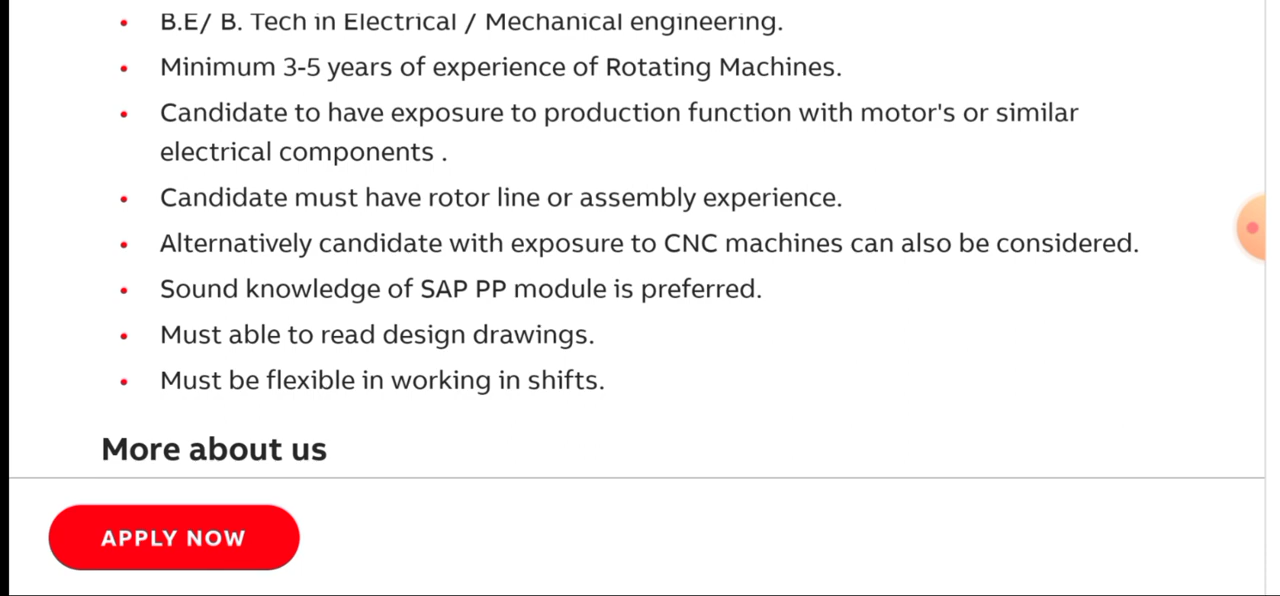 B.E/ B. Tech in Electrical / Mechanical engineering.
Minimum 3-5 years of experience of Rotating Machines.
Candidate to have exposure to production function with motor's or similar
electrical components .
Candidate must have rotor line or assembly experience.
Alternatively candidate with exposure to CNC machines can also be considered.
Sound knowledge of SAP PP module is preferred.
Must able to read design drawings.
Must be flexible in working in shifts.
More about us
APPLY NOW